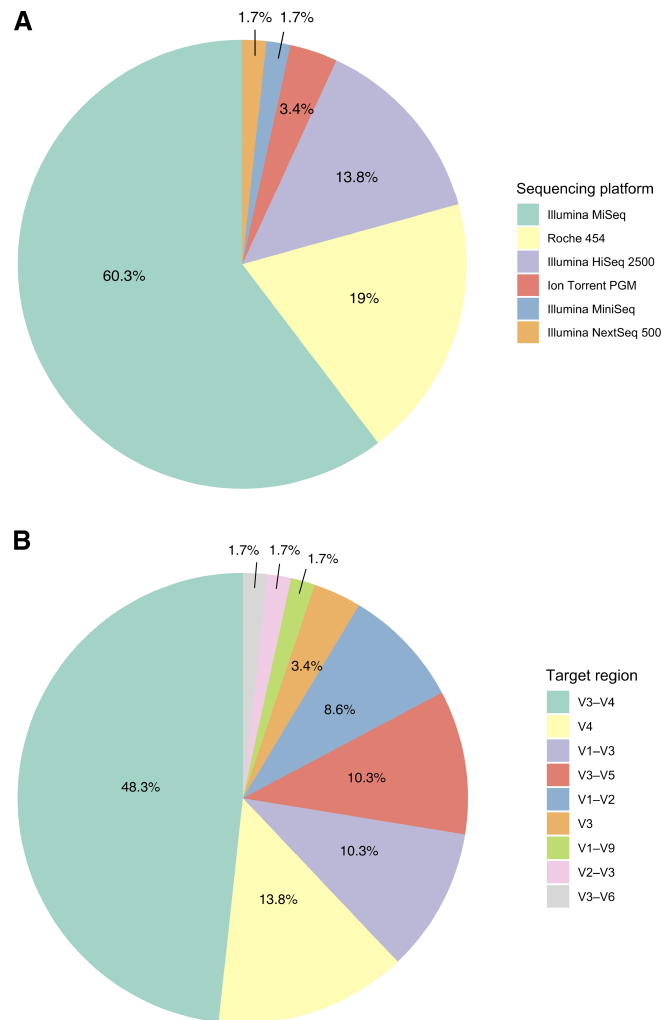 A
1.7%
1.7%
3.4%
13.8%
60.3%
19%
Sequencing platform
Illumina MiSeq
Roche 454
Illumina HiSeq 2500
Ion Torrent PGM
Illumina MiniSeq
Illumina NextSeq 500
B
1.7%
1.7%
1.7%
3.4%
8.6%
48.3%
10.3%
10.3%
13.8%
Target region
V3–V4
V4
V1–V3
V3–V5
V1–V2
V3
V1–V9
V2–V3
V3–V6